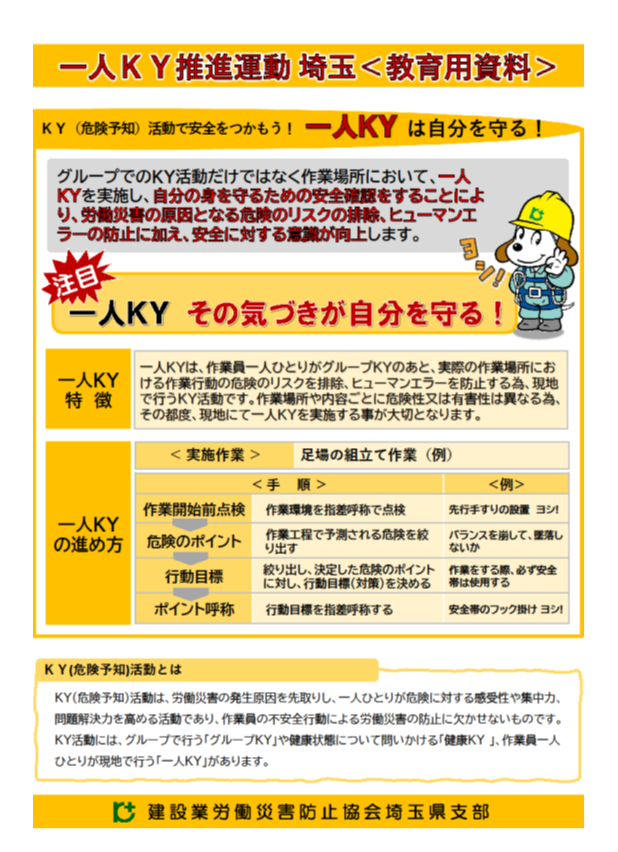 一人ＫＹ推進運動 埼玉＜教育用資料＞
ＫＹ（危険予知）活動で安全をつかもう！ 一人KY は自分を守る！
グループでのKY活動だけではなく作業場所において、一人
KYを実施し、自分の身を守るための安全確認をすることによ
り、労働災害の原因となる危険のリスクの排除、ヒューマンエ
ラーの防止に加え、安全に対する意識が向上します。
ヨシ!
注目
一人KY その気づきが自分を守る！
一人KY
特 徴
一人KYは、作業員一人ひとりがグループKYのあと、実際の作業場所にお
ける作業行動の危険のリスクを排除、ヒューマンエラーを防止する為、現地
で行うKY活動です。作業場所や内容ごとに危険性又は有害性は異なる為、
その都度、現地にて一人KYを実施する事が大切となります。
一人KY
の進め方
＜ 実施作業 ＞ 足場の組立て作業（例）
＜手 順＞ ＜例＞
作業開始前点検 作業環境を指差呼称で点検 先行手すりの設置 ヨシ!
危険のポイント 作業工程で予測される危険を絞
り出す
バランスを崩して、墜落し
ないか
行動目標 絞り出し、決定した危険のポイント
に対し、行動目標(対策)を決める
作業をする際、必ず安全
帯は使用する
ポイント呼称 行動目標を指差呼称する 安全帯のフック掛け ヨシ!
ＫＹ(危険予知)活動とは
KY(危険予知)活動は、労働災害の発生原因を先取りし、一人ひとりが危険に対する感受性や集中力、
問題解決力を高める活動であり、作業員の不安全行動による労働災害の防止に欠かせないものです。
KY活動には、グループで行う「グループKY」や健康状態について問いかける「健康KY 」、作業員一人
ひとりが現地で行う「一人KY」があります。
建設業労働災害防止協会埼玉県支部